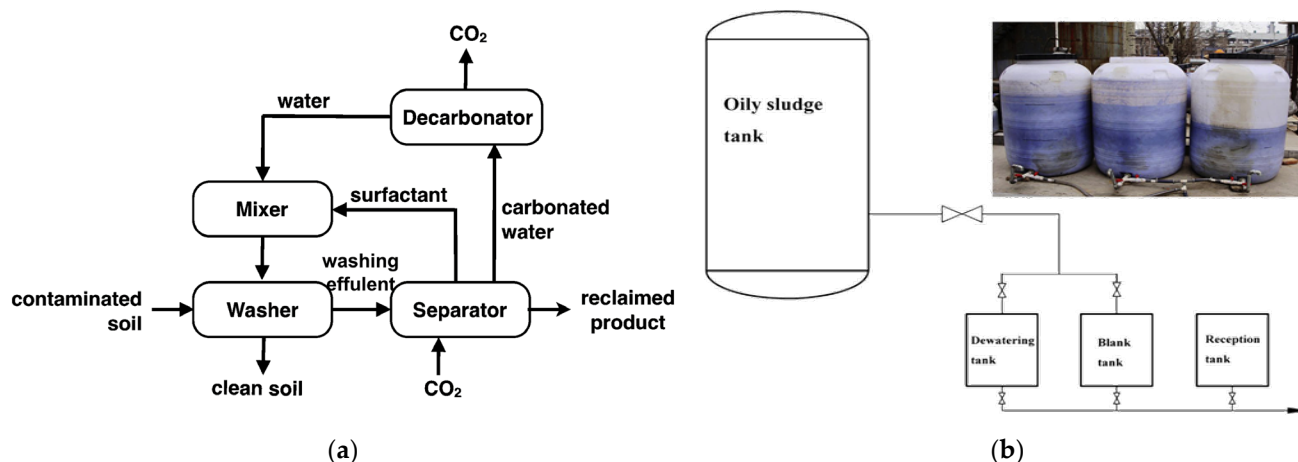 CO₂
water
Decarbonator
Mixer
surfactant
carbonated
water
washing
effulent
contaminated
soil
Washer
Separator
reclaimed
product
clean soil
CO₂
(a)
Oily sludge
tank
Dewatering
tank
Blank
tank
Reception
tank
(b)